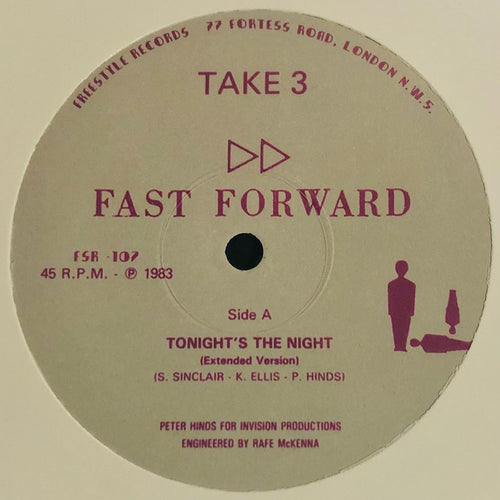 FREESTYLE RECORDS 77 FORTESS ROAD, LONDON N.W.5.
TAKE 3
FAST FORWARD
FSR - 107
45 R.P.M. - ℗ 1983
Side A
TONIGHT'S THE NIGHT
(Extended Version)
(S. SINCLAIR - K. ELLIS - P. HINDS)
PETER HINDS FOR INVISION PRODUCTIONS
ENGINEERED BY RAFE McKENNA